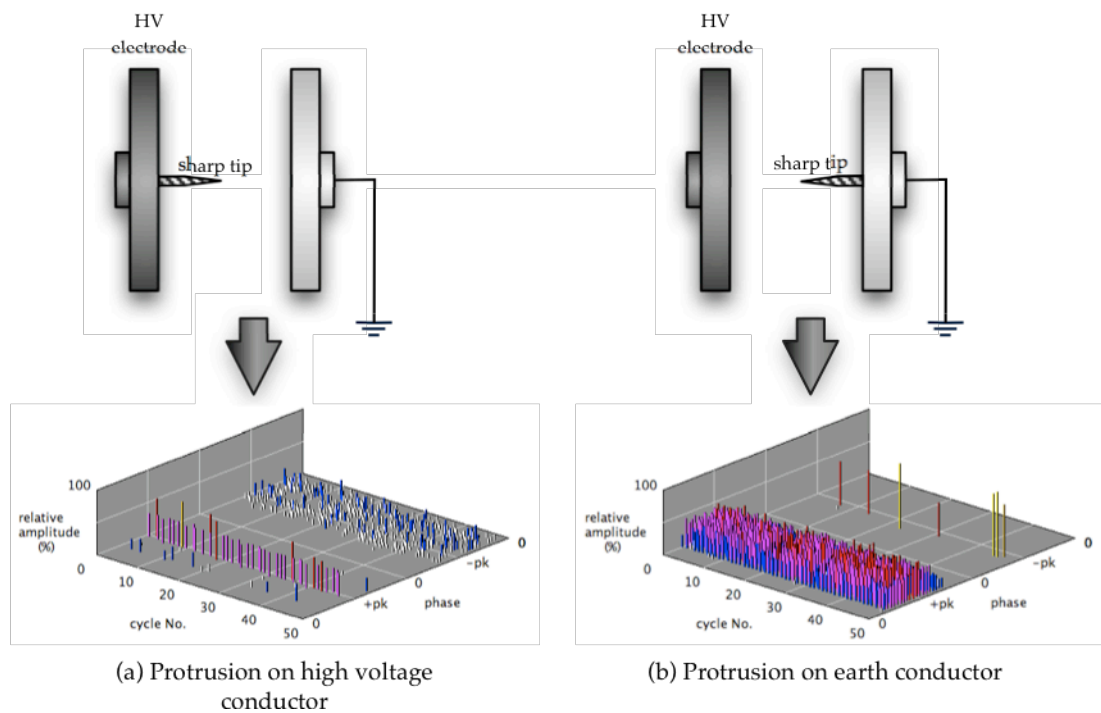 HV
electrode
sharp tip
HV
electrode
sharp tip
100
relative
amplitude
(%)
0
10
20
30
40
50
cycle No.
0
+pk
0
-pk
0
phase
100
relative
amplitude
(%)
0
10
20
30
40
50
cycle No.
0
+pk
0
-pk
0
phase
(a) Protrusion on high voltage
conductor
(b) Protrusion on earth conductor